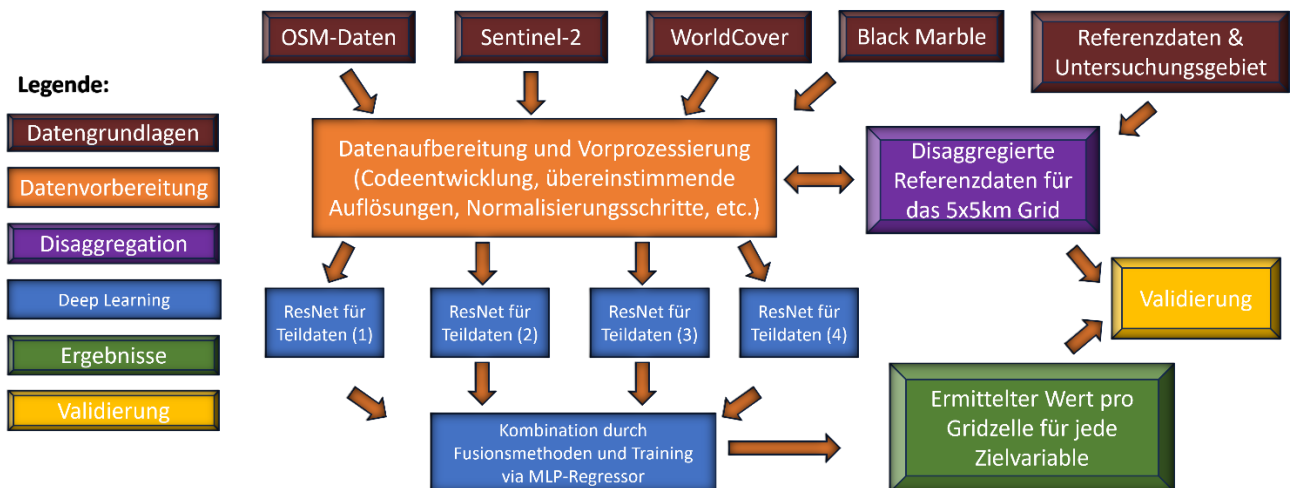 OSM-Daten
Sentinel-2
WorldCover
Black Marble
Referenzdaten &
Untersuchungsgebiet
Legende:
Datengrundlagen
Datenvorbereitung
Disaggregation
Deep Learning
Ergebnisse
Validierung
Datenaufbereitung und Vorprozessierung
(Codeentwicklung, übereinstimmende
Auflösungen, Normalisierungsschritte, etc.)
Disaggregierte
Referenzdaten für
das 5x5km Grid
ResNet für
Teildaten (1)
ResNet für
Teildaten (2)
ResNet für
Teildaten (3)
ResNet für
Teildaten (4)
Validierung
Kombination durch
Fusionsmethoden und Training
via MLP-Regressor
Ermittelter Wert pro
Gridzelle für jede
Zielvariable